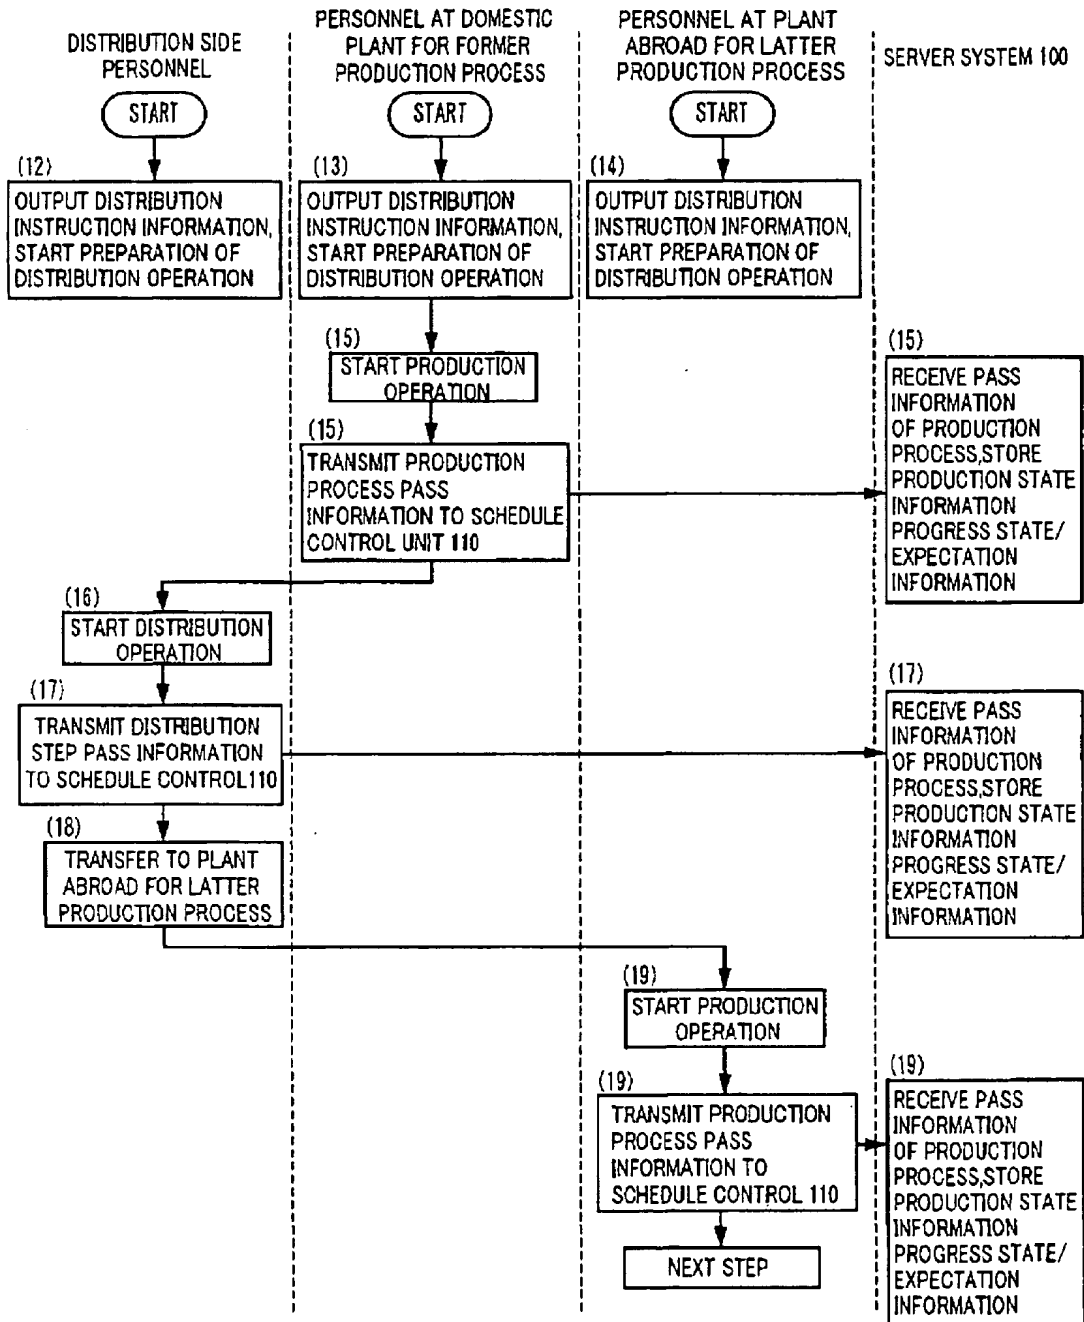 DISTRIBUTION SIDE
PERSONNEL
PERSONNEL AT DOMESTIC
PLANT FOR FORMER
PRODUCTION PROCESS
PERSONNEL AT PLANT
ABROAD FOR LATTER
PRODUCTION PROCESS
SERVER SYSTEM 100
START
START
START
(12)
OUTPUT DISTRIBUTION
INSTRUCTION INFORMATION,
START PREPARATION OF
DISTRIBUTION OPERATION
(13)
OUTPUT DISTRIBUTION
INSTRUCTION INFORMATION,
START PREPARATION OF
DISTRIBUTION OPERATION
(14)
OUTPUT DISTRIBUTION
INSTRUCTION INFORMATION,
START PREPARATION OF
DISTRIBUTION OPERATION
(15)
START PRODUCTION
OPERATION
(15)
TRANSMIT PRODUCTION
PROCESS PASS
INFORMATION TO SCHEDULE
CONTROL UNIT 110
(15)
RECEIVE PASS
INFORMATION
OF PRODUCTION
PROCESS,STORE
PRODUCTION STATE
INFORMATION
PROGRESS STATE/
EXPECTATION
INFORMATION
(16)
START DISTRIBUTION
OPERATION
(17)
TRANSMIT DISTRIBUTION
STEP PASS INFORMATION
TO SCHEDULE CONTROL110
(17)
RECEIVE PASS
INFORMATION
OF PRODUCTION
PROCESS,STORE
PRODUCTION STATE
INFORMATION
PROGRESS STATE/
EXPECTATION
INFORMATION
(18)
TRANSFER TO PLANT
ABROAD FOR LATTER
PRODUCTION PROCESS
(19)
START PRODUCTION
OPERATION
(19)
TRANSMIT PRODUCTION
PROCESS PASS
INFORMATION TO
SCHEDULE CONTROL 110
(19)
RECEIVE PASS
INFORMATION
OF PRODUCTION
PROCESS,STORE
PRODUCTION STATE
INFORMATION
PROGRESS STATE/
EXPECTATION
INFORMATION
NEXT STEP